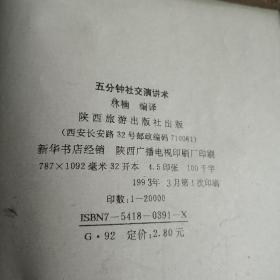 五分钟社交演讲术
林楠 编译
陕西旅游出版社出版
(西安长安路32号邮政编码710061)
新华书店经销 陕西广播电视印刷厂印刷
787×1092毫米32开本 4.5印张 100千字
1993年3月第1次印刷
印数:1-20000
ISBN7-5418-0391-X
G·92 定价:2.80元